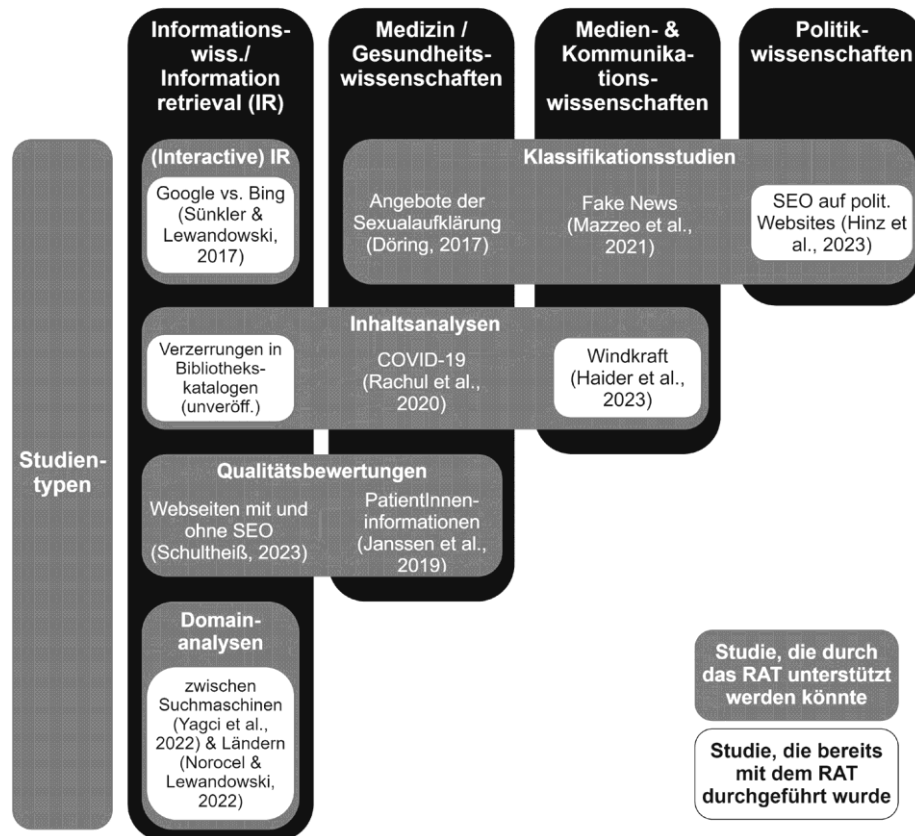 Informations-
wiss./
Information
retrieval (IR)
Medizin /
Gesundheits-
wissenschaften
Medien- &
Kommunika-
tions-
wissenschaften
Politik-
wissenschaften
Studien-
typen
(Interactive) IR
Google vs. Bing
(Sünkler &
Lewandowski,
2017)
Klassifikationsstudien
Angebote der
Sexualaufklärung
(Döring, 2017)
Fake News
(Mazzeo et al.,
2021)
SEO auf polit.
Websites (Hinz
et al., 2023)
Inhaltsanalysen
Verzerrungen in
Bibliotheks-
katalogen
(unveröff.)
COVID-19
(Rachul et al.,
2020)
Windkraft
(Haider et al.,
2023)
Qualitätsbewertungen
Webseiten mit und
ohne SEO
(Schultheiß, 2023)
PatientInnen-
informationen
(Janssen et al.,
2019)
Domain-
analysen
zwischen
Suchmaschinen
(Yagci et al.,
2022) & Ländern
(Norocel &
Lewandowski,
2022)
Studie, die durch
das RAT unterstützt
werden könnte
Studie, die bereits
mit dem RAT
durchgeführt wurde